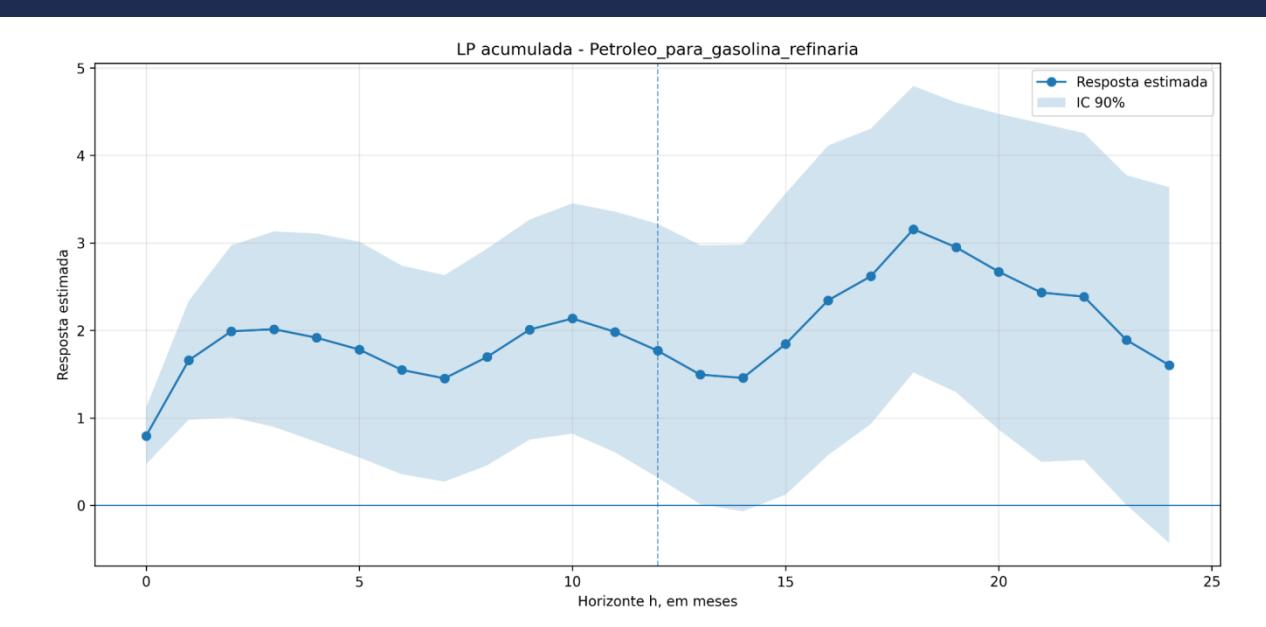 LP acumulada - Petroleo_para_gasolina_refinaria
Resposta estimada
IC 90%
Resposta estimada
5
4
3
2
1
0
0 5 10 15 20 25
Horizonte h, em meses